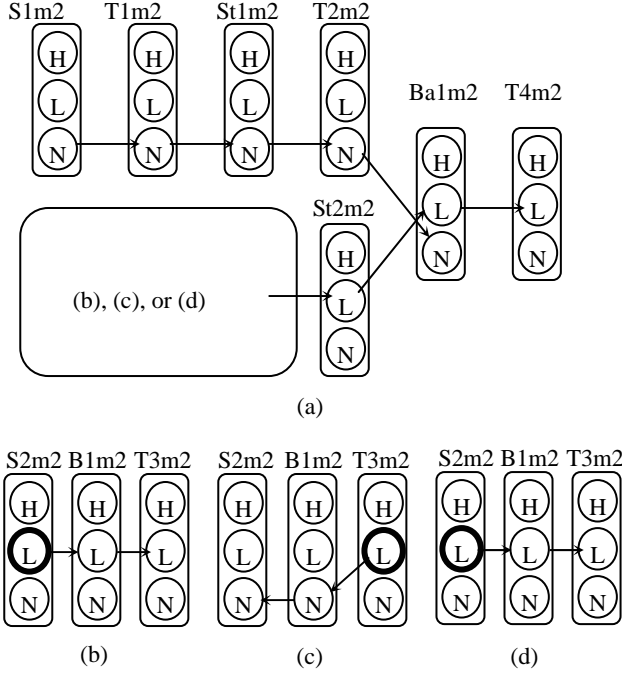 S1m2 T1m2 St1m2 T2m2
H H H H
L L L L
N N N N
Ba1m2 T4m2
H H
L L
N N
St2m2
H
L
N
(b), (c), or (d)
(a)
S2m2 B1m2 T3m2
H H H
L L L
N N N
(b)
S2m2 B1m2 T3m2
H H H
L L L
N N N
(c)
S2m2 B1m2 T3m2
H H H
L L L
N N N
(d)